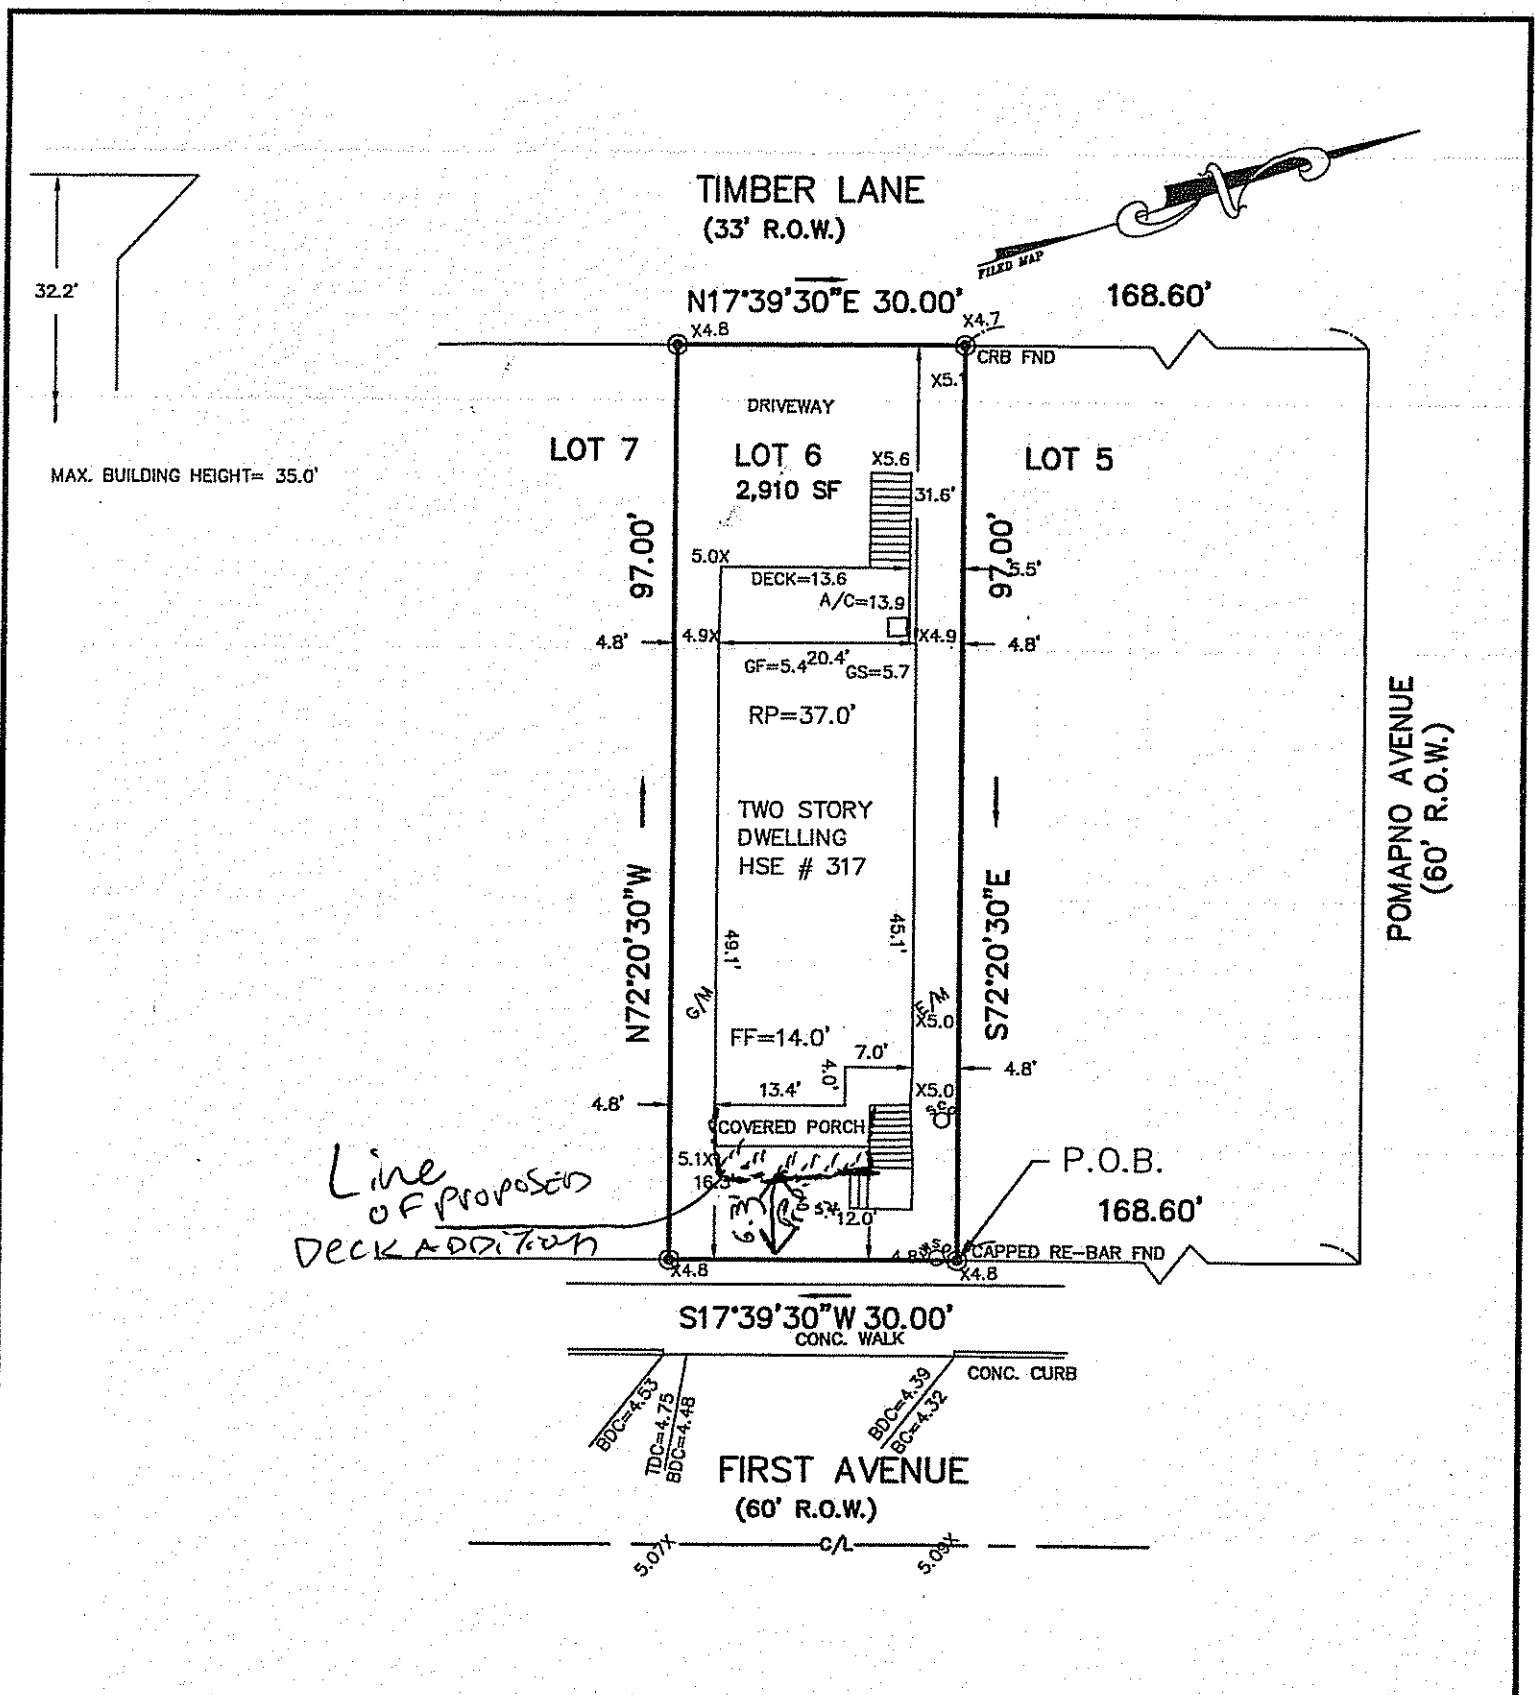 TIMBER LANE
(33' R.O.W.)
FILED MAP
N17°39'30"E 30.00'
168.60'
32.2'
X4.8
X4.7
CRB FND
X5.1
DRIVEWAY
MAX. BUILDING HEIGHT= 35.0'
LOT 7
LOT 6
2,910 SF
X5.6
LOT 5
31.6'
97.00'
97.00'
5.0X
DECK=13.6
5.5'
A/C=13.9
4.8'
4.9X
X4.9
4.8'
GF=5.4
20.4'
GS=5.7
RP=37.0'
POMAPNO AVENUE
(60' R.O.W.)
TWO STORY
DWELLING
HSE # 317
N72°20'30"W
S72°20'30"E
49.1'
45.1'
G/M
E/M
X5.0
FF=14.0'
7.0'
4.0'
4.8'
13.4'
X5.0
4.8'
S.C.O
COVERED PORCH
5.1X
16.3'
Line
OF PROPOSED
DECK ADDITION
6.3'
12.0'
P.O.B.
168.60'
4.8
CAPPED RE-BAR FND
X4.8
X4.8
S17°39'30"W 30.00'
CONC. WALK
CONC. CURB
BDC=4.53
TDC=4.75
BDC=4.48
BDC=4.39
BC=4.32
FIRST AVENUE
(60' R.O.W.)
C/L
5.07X
5.09X